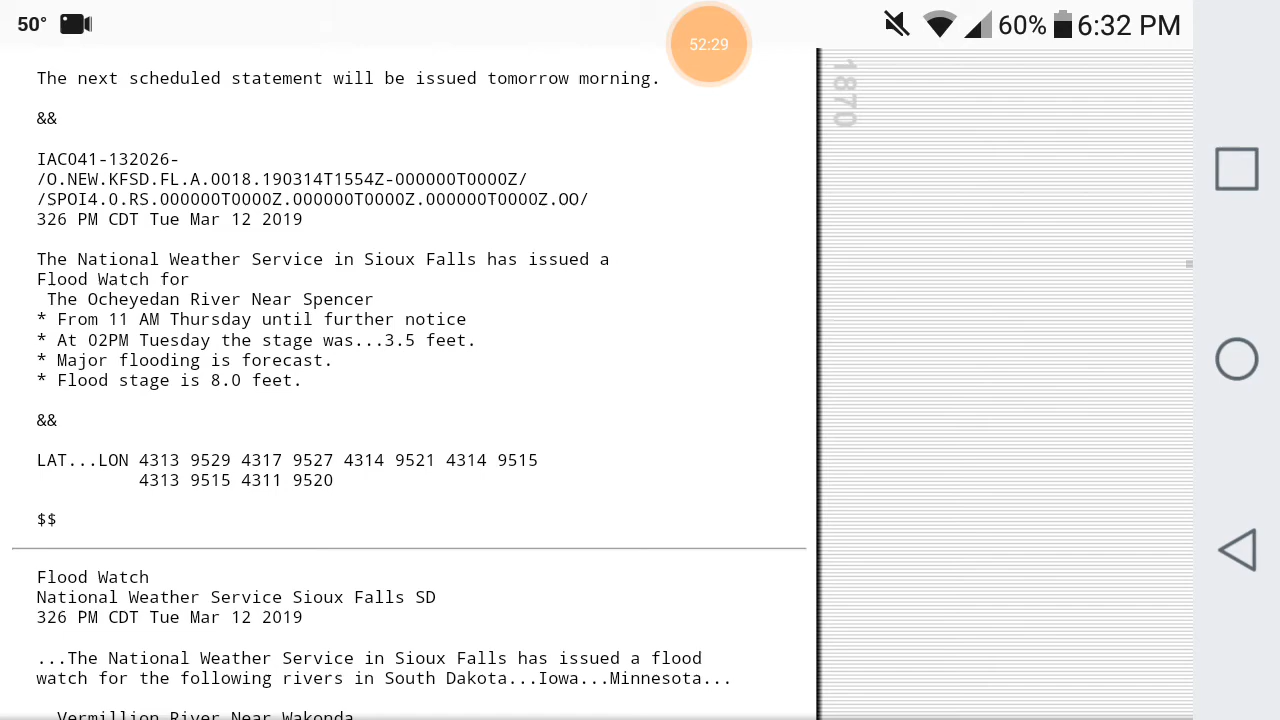 50°
52:29
60%
6:32 PM
The next scheduled statement will be issued tomorrow morning.
&&
IAC041-132026-
/O.NEW.KFSD.FL.A.0018.190314T1554Z-000000T0000Z/
/SPOI4.O.RS.000000T0000Z.000000T0000Z.000000T0000Z.OO/
326 PM CDT Tue Mar 12 2019
The National Weather Service in Sioux Falls has issued a
Flood Watch for
The Ocheyedan River Near Spencer
* From 11 AM Thursday until further notice
* At 02PM Tuesday the stage was...3.5 feet.
* Major flooding is forecast.
* Flood stage is 8.0 feet.
&&
LAT...LON 4313 9529 4317 9527 4314 9521 4314 9515
4313 9515 4311 9520
$$
Flood Watch
National Weather Service Sioux Falls SD
326 PM CDT Tue Mar 12 2019
...The National Weather Service in Sioux Falls has issued a flood
watch for the following rivers in South Dakota...Iowa...Minnesota...
Vermillion River Near Wakonda
1870